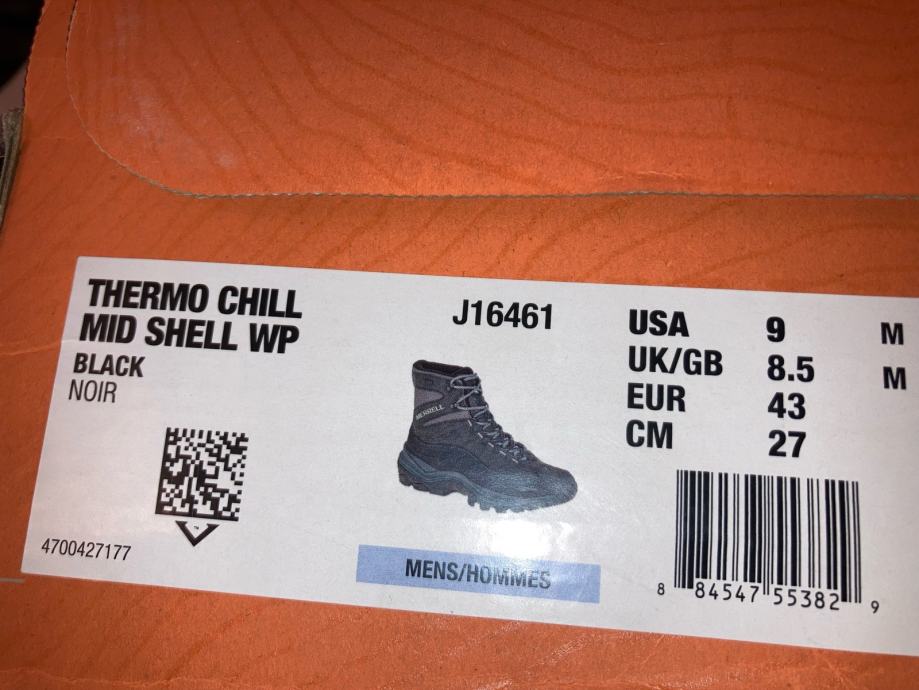 THERMO CHILL
MID SHELL WP
BLACK
NOIR
4700427177
J16461
MERRELL
MENS/HOMMES
USA 9 M
UK/GB 8.5 M
EUR 43
CM 27
8 84547 55382 9